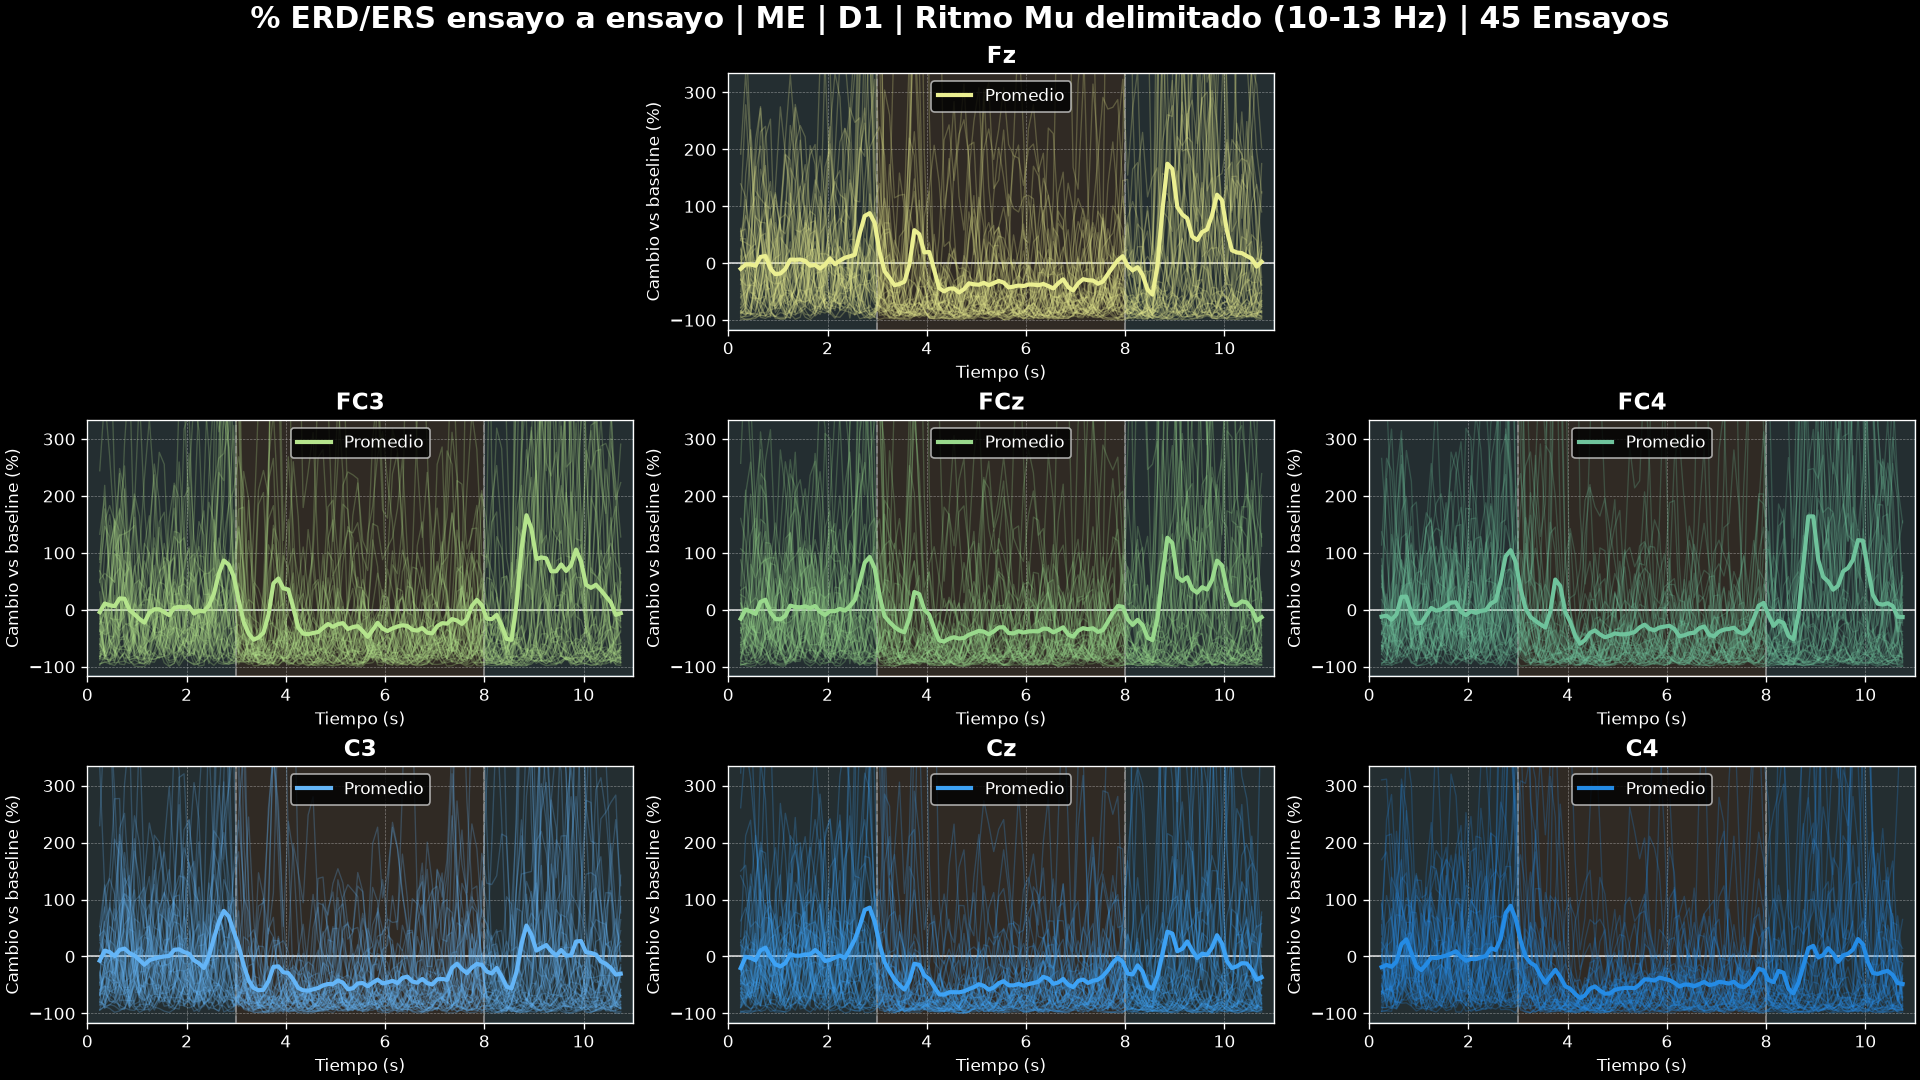 % ERD/ERS ensayo a ensayo | ME | D1 | Ritmo Mu delimitado (10-13 Hz) | 45 Ensayos
Fz
Cambio vs baseline (%)
300
200
100
0
−100
Promedio
0 2 4 6 8 10
Tiempo (s)
FC3
Cambio vs baseline (%)
300
200
100
0
−100
Promedio
0 2 4 6 8 10
Tiempo (s)
FCz
Cambio vs baseline (%)
300
200
100
0
−100
Promedio
0 2 4 6 8 10
Tiempo (s)
FC4
Cambio vs baseline (%)
300
200
100
0
−100
Promedio
0 2 4 6 8 10
Tiempo (s)
C3
Cambio vs baseline (%)
300
200
100
0
−100
Promedio
0 2 4 6 8 10
Tiempo (s)
Cz
Cambio vs baseline (%)
300
200
100
0
−100
Promedio
0 2 4 6 8 10
Tiempo (s)
C4
Cambio vs baseline (%)
300
200
100
0
−100
Promedio
0 2 4 6 8 10
Tiempo (s)